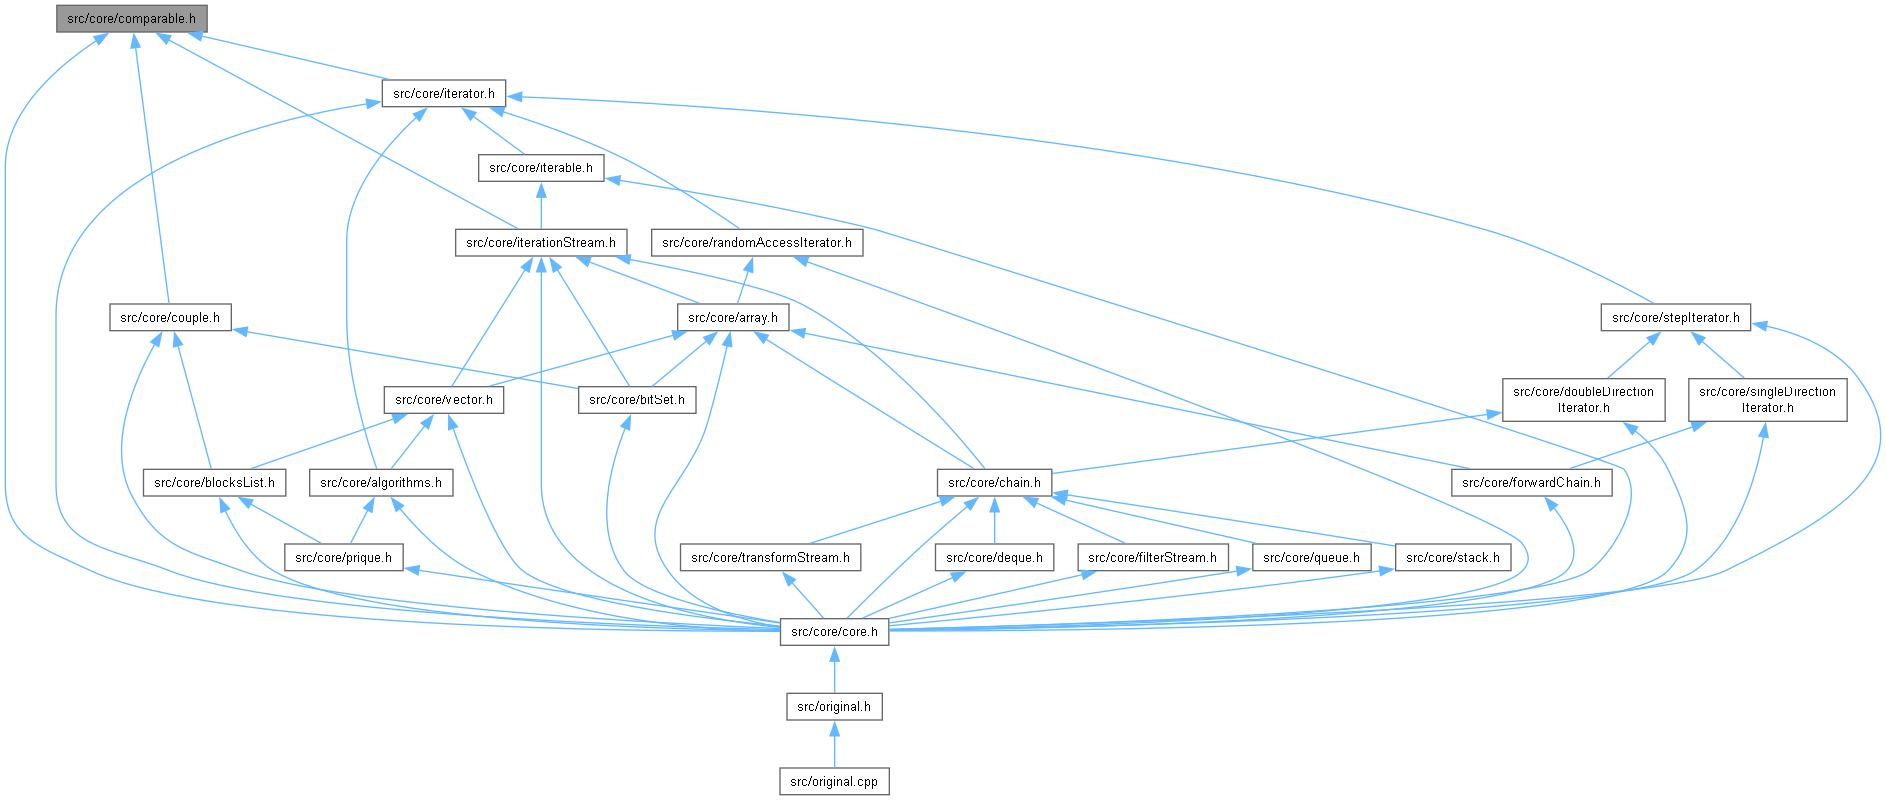 src/core/comparable.h
src/core/iterator.h
src/core/iterable.h
src/core/iterationStream.h
src/core/randomAccessIterator.h
src/core/couple.h
src/core/array.h
src/core/stepIterator.h
src/core/vector.h
src/core/bitSet.h
src/core/doubleDirection
Iterator.h
src/core/singleDirection
Iterator.h
src/core/blocksList.h
src/core/algorithms.h
src/core/chain.h
src/core/forwardChain.h
src/core/prique.h
src/core/transformStream.h
src/core/deque.h
src/core/filterStream.h
src/core/queue.h
src/core/stack.h
src/core/core.h
src/original.h
src/original.cpp